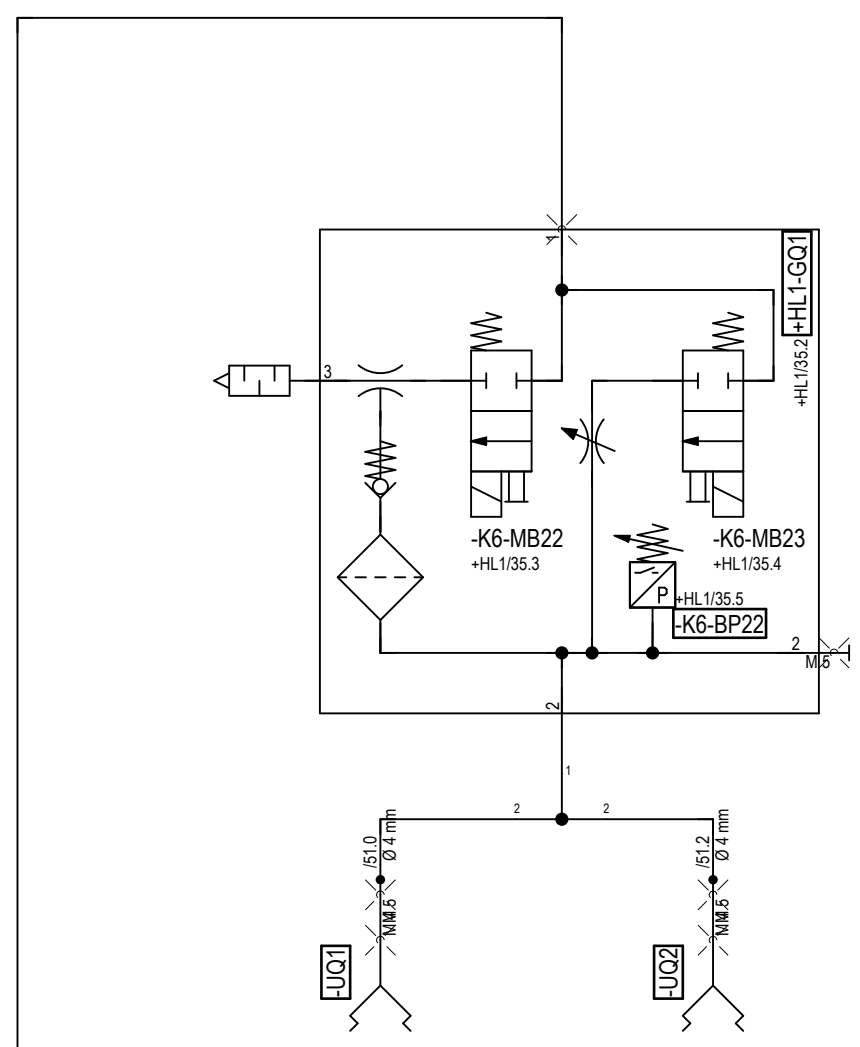 1
+HL1-GQ1
+HL1/35.2
3
-K6-MB22
+HL1/35.3
-K6-MB23
+HL1/35.4
P
+HL1/35.5
-K6-BP22
2
M.5
2
1
2
2
/51.0
Ø 4 mm
/51.2
Ø 4 mm
-UQ1
-UQ2